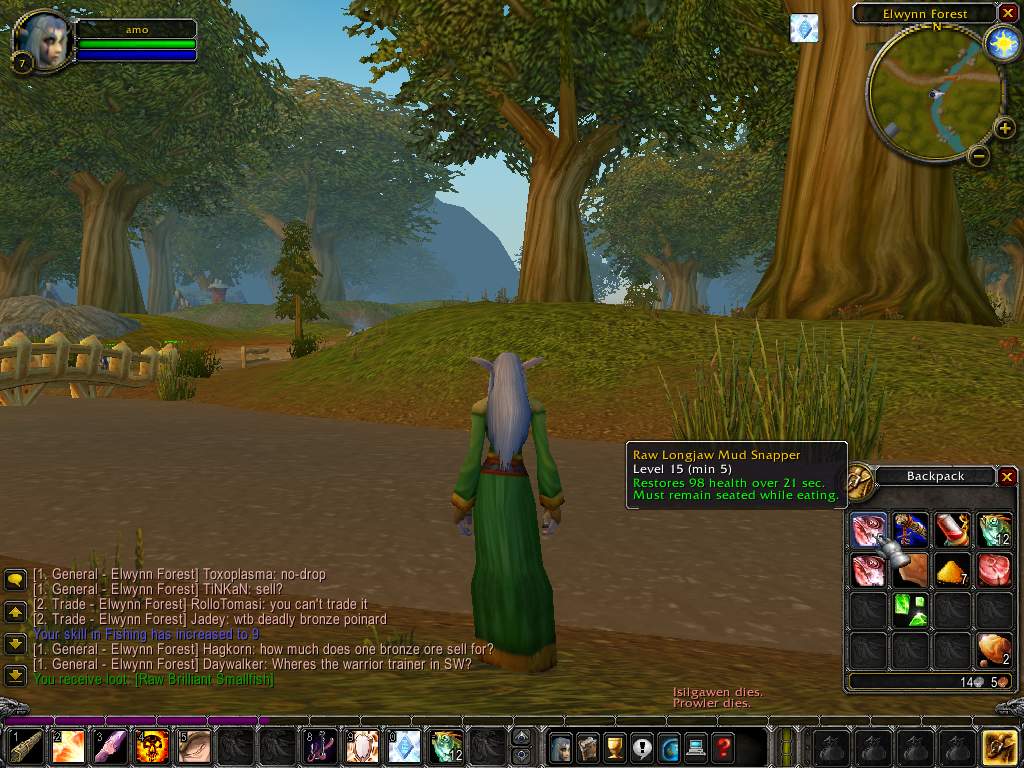 amo
7
Elwynn Forest
N
Raw Longjaw Mud Snapper
Level 15 (min 5)
Restores 98 health over 21 sec.
Must remain seated while eating.
Backpack
5
12
7
2
14 5
[1. General - Elwynn Forest] Toxoplasma: no-drop
[1. General - Elwynn Forest] TiNKaN: sell?
[2. Trade - Elwynn Forest] RolloTomasi: you can't trade it
[2. Trade - Elwynn Forest] Jadey: wtb deadly bronze poinard
Your skill in Fishing has increased to 9
[1. General - Elwynn Forest] Hagkorn: how much does one bronze ore sell for?
[1. General - Elwynn Forest] Daywalker: Wheres the warrior trainer in SW?
You receive loot: [Raw Brilliant Smallfish]
Isilgawen dies.
Prowler dies.
1 2 3 4 5 8 9 0 12